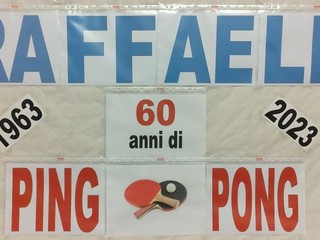 RAFFAEL
1963 60 2023
anni di
PING PONG